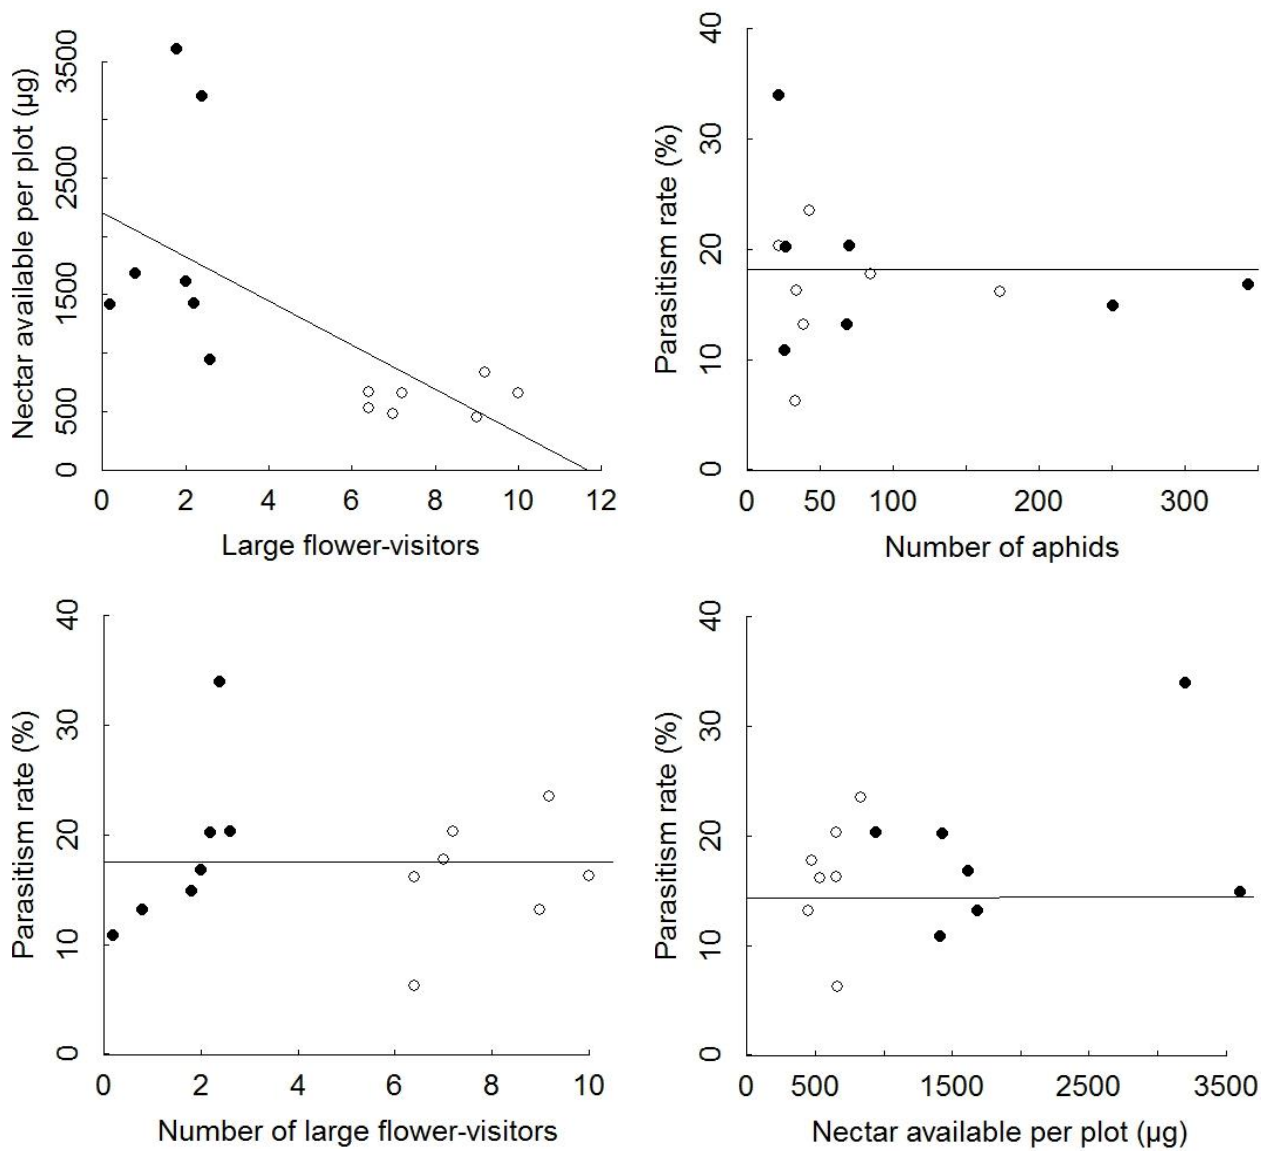 Nectar available per plot (µg)
3500
2500
1500
500
0
0 2 4 6 8 10 12
Large flower-visitors
Parasitism rate (%)
40
30
20
10
0
0 50 100 200 300
Number of aphids
Parasitism rate (%)
40
30
20
10
0
0 2 4 6 8 10
Number of large flower-visitors
Parasitism rate (%)
40
30
20
10
0
0 500 1500 2500 3500
Nectar available per plot (µg)